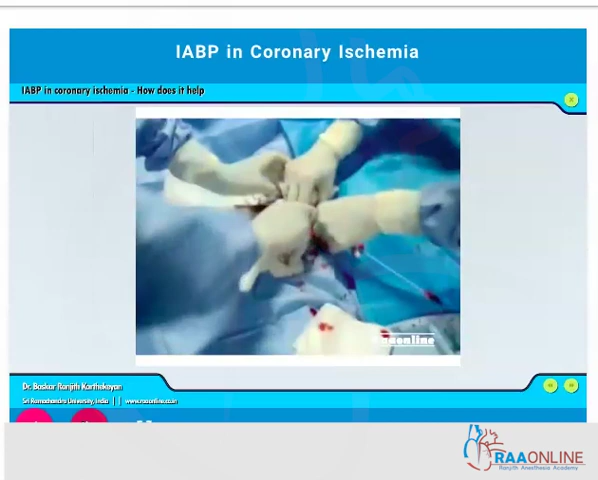 IABP in Coronary Ischemia
IABP in coronary ischemia - How does it help
Dr. Baskar Ranjith Karthekeyan
Sri Ramachandra University, India || www.raaonline.co.in
RAAONLINE
Ranjith Anesthesia Academy